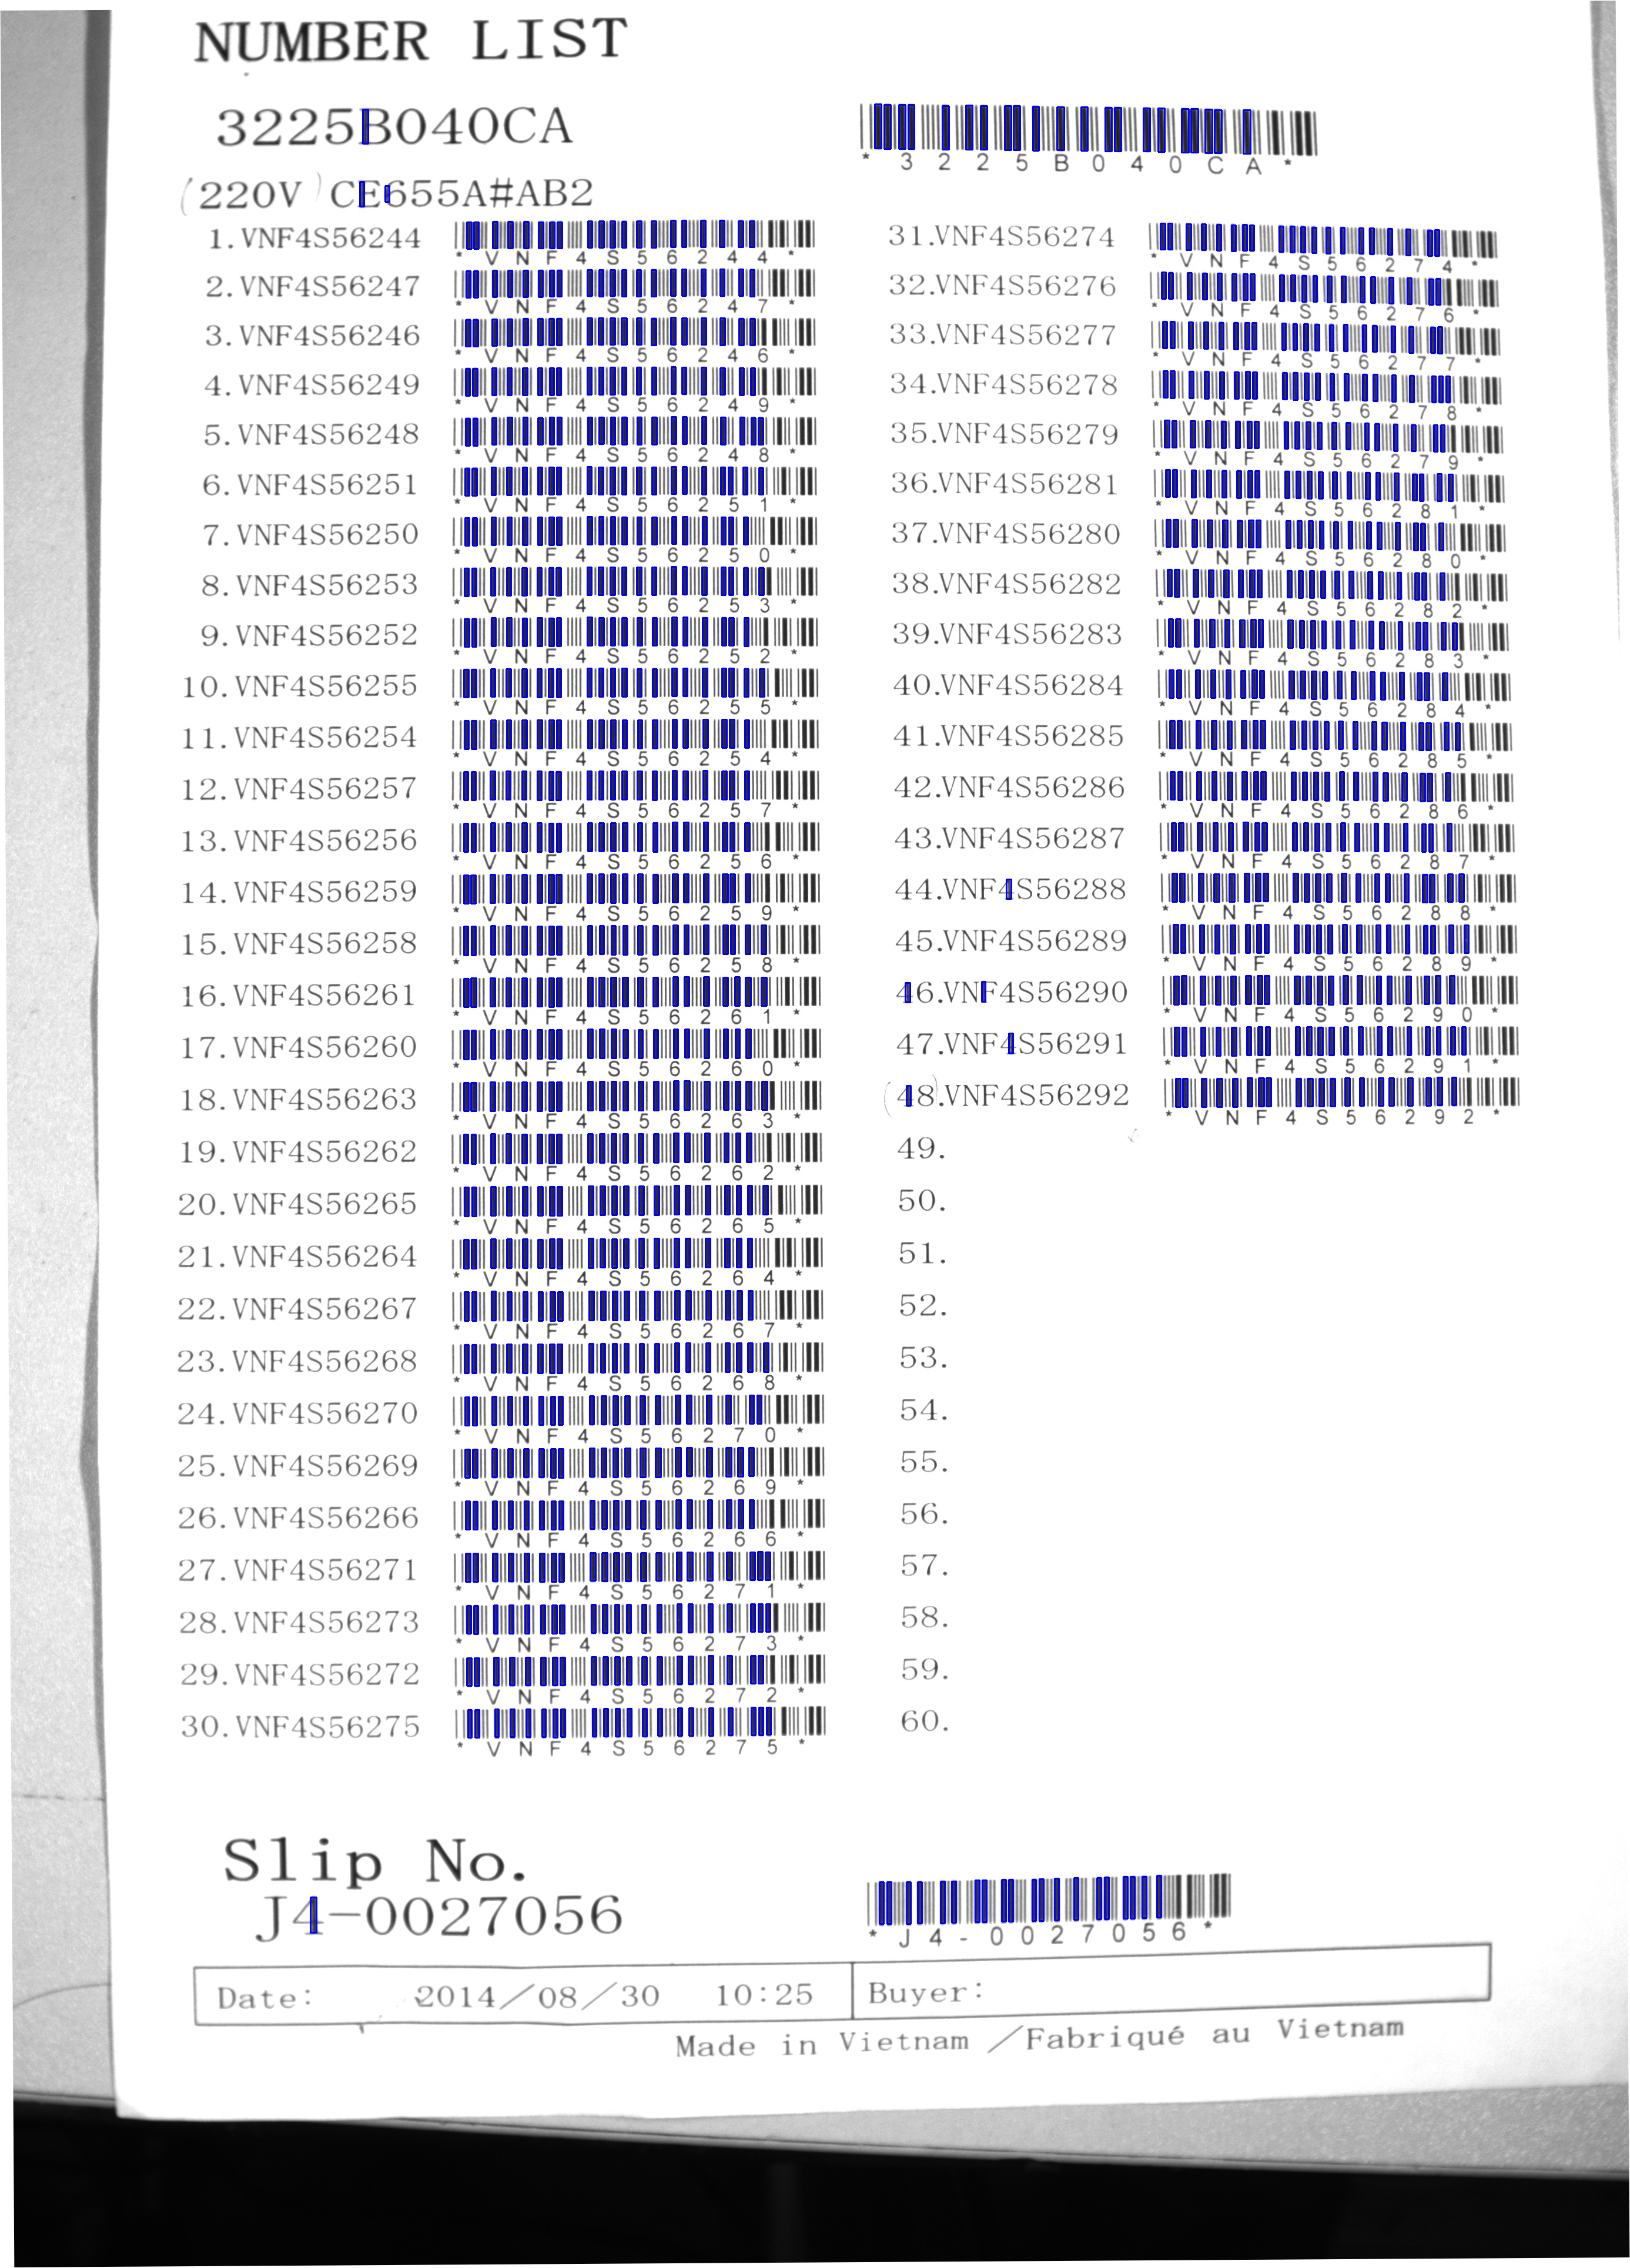 NUMBER LIST
3225B040CA
*3225B040CA*
(220V) CE655A#AB2
1.VNF4S56244
*VNF4S56244*
2.VNF4S56247
*VNF4S56247*
3.VNF4S56246
*VNF4S56246*
4.VNF4S56249
*VNF4S56249*
5.VNF4S56248
*VNF4S56248*
6.VNF4S56251
*VNF4S56251*
7.VNF4S56250
*VNF4S56250*
8.VNF4S56253
*VNF4S56253*
9.VNF4S56252
*VNF4S56252*
10.VNF4S56255
*VNF4S56255*
11.VNF4S56254
*VNF4S56254*
12.VNF4S56257
*VNF4S56257*
13.VNF4S56256
*VNF4S56256*
14.VNF4S56259
*VNF4S56259*
15.VNF4S56258
*VNF4S56258*
16.VNF4S56261
*VNF4S56261*
17.VNF4S56260
*VNF4S56260*
18.VNF4S56263
*VNF4S56263*
19.VNF4S56262
*VNF4S56262*
20.VNF4S56265
*VNF4S56265*
21.VNF4S56264
*VNF4S56264*
22.VNF4S56267
*VNF4S56267*
23.VNF4S56268
*VNF4S56268*
24.VNF4S56270
*VNF4S56270*
25.VNF4S56269
*VNF4S56269*
26.VNF4S56266
*VNF4S56266*
27.VNF4S56271
*VNF4S56271*
28.VNF4S56273
*VNF4S56273*
29.VNF4S56272
*VNF4S56272*
30.VNF4S56275
*VNF4S56275*
31.VNF4S56274
*VNF4S56274*
32.VNF4S56276
*VNF4S56276*
33.VNF4S56277
*VNF4S56277*
34.VNF4S56278
*VNF4S56278*
35.VNF4S56279
*VNF4S56279*
36.VNF4S56281
*VNF4S56281*
37.VNF4S56280
*VNF4S56280*
38.VNF4S56282
*VNF4S56282*
39.VNF4S56283
*VNF4S56283*
40.VNF4S56284
*VNF4S56284*
41.VNF4S56285
*VNF4S56285*
42.VNF4S56286
*VNF4S56286*
43.VNF4S56287
*VNF4S56287*
44.VNF4S56288
*VNF4S56288*
45.VNF4S56289
*VNF4S56289*
46.VNF4S56290
*VNF4S56290*
47.VNF4S56291
*VNF4S56291*
(48).VNF4S56292
*VNF4S56292*
49.
50.
51.
52.
53.
54.
55.
56.
57.
58.
59.
60.
Slip No.
J4-0027056
*J4-0027056*
Date: 2014/08/30 10:25
Buyer:
Made in Vietnam /Fabriqué au Vietnam